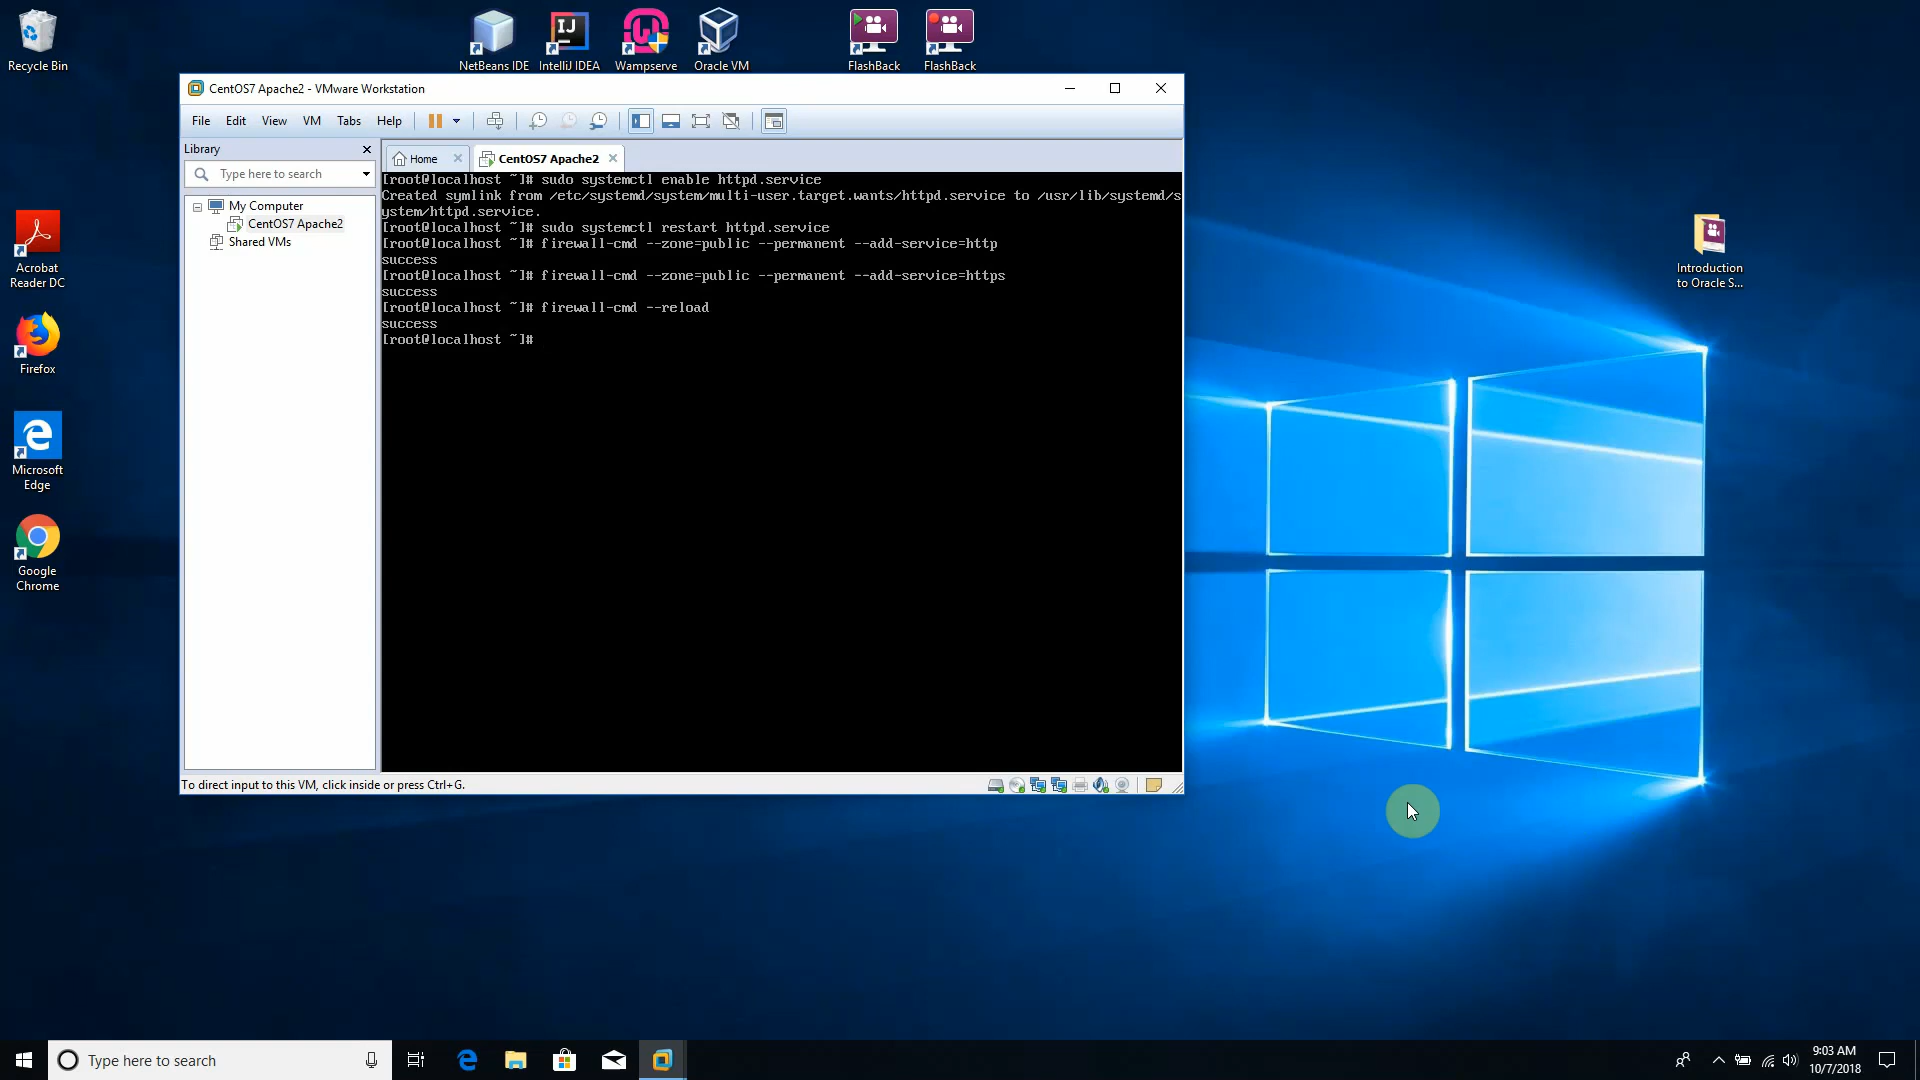 Recycle Bin
NetBeans IDE
IntelliJ IDEA
Wampserve
Oracle VM
FlashBack
FlashBack
IJ
CentOS7 Apache2 - VMware Workstation
File Edit View VM Tabs Help
Library
Type here to search
My Computer
CentOS7 Apache2
Shared VMs
Home
CentOS7 Apache2
[root@localhost ~]# sudo systemctl enable httpd.service
Created symlink from /etc/systemd/system/multi-user.target.wants/httpd.service to /usr/lib/systemd/s
ystem/httpd.service.
[root@localhost ~]# sudo systemctl restart httpd.service
[root@localhost ~]# firewall-cmd --zone=public --permanent --add-service=http
success
[root@localhost ~]# firewall-cmd --zone=public --permanent --add-service=https
success
[root@localhost ~]# firewall-cmd --reload
success
[root@localhost ~]#
To direct input to this VM, click inside or press Ctrl+G.
Acrobat
Reader DC
Firefox
Microsoft
Edge
Google
Chrome
Introduction
to Oracle S...
Type here to search
9:03 AM
10/7/2018